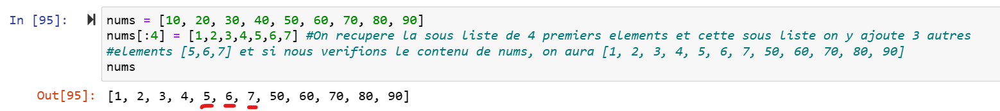 In [95]: nums = [10, 20, 30, 40, 50, 60, 70, 80, 90]
nums[:4] = [1,2,3,4,5,6,7] #On recupere la sous liste de 4 premiers elements et cette sous liste on y ajoute 3 autres
#elements [5,6,7] et si nous verifions le contenu de nums, on aura [1, 2, 3, 4, 5, 6, 7, 50, 60, 70, 80, 90]
nums
Out[95]: [1, 2, 3, 4, 5, 6, 7, 50, 60, 70, 80, 90]